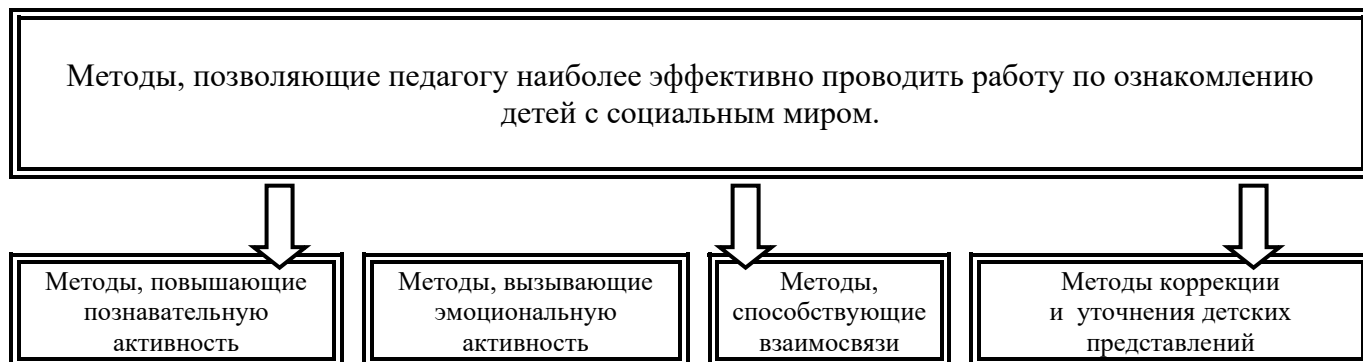 Методы, позволяющие педагогу наиболее эффективно проводить работу по ознакомлению
детей с социальным миром.
Методы, повышающие
познавательную
активность
Методы, вызывающие
эмоциональную
активность
Методы,
способствующие
взаимосвязи
Методы коррекции
и уточнения детских
представлений